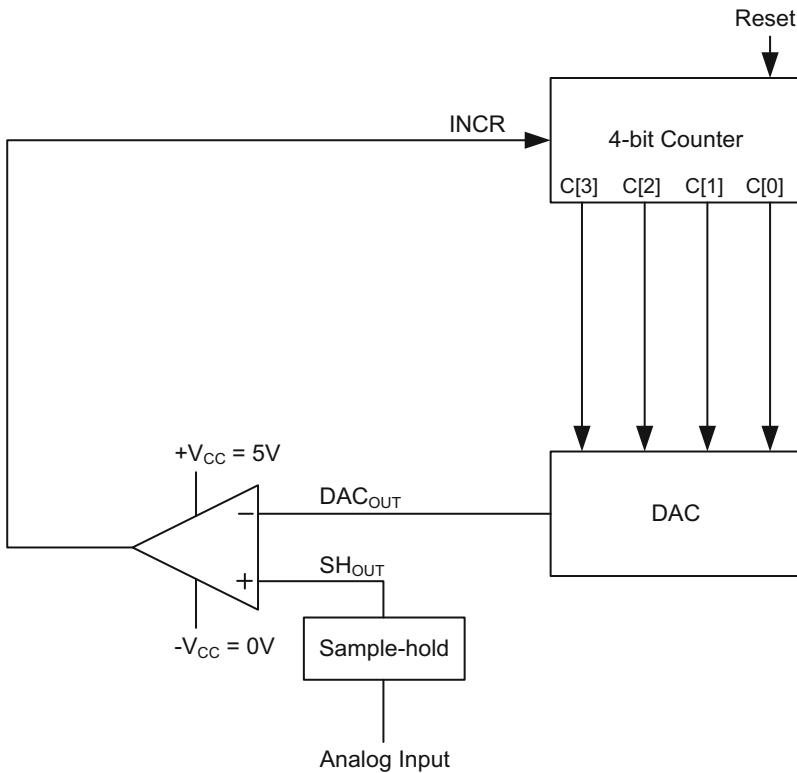 Reset
INCR
4-bit Counter
C[3] C[2] C[1] C[0]
+VCC = 5V
DACOUT
DAC
−
SHOUT
+
-VCC = 0V
Sample-hold
Analog Input